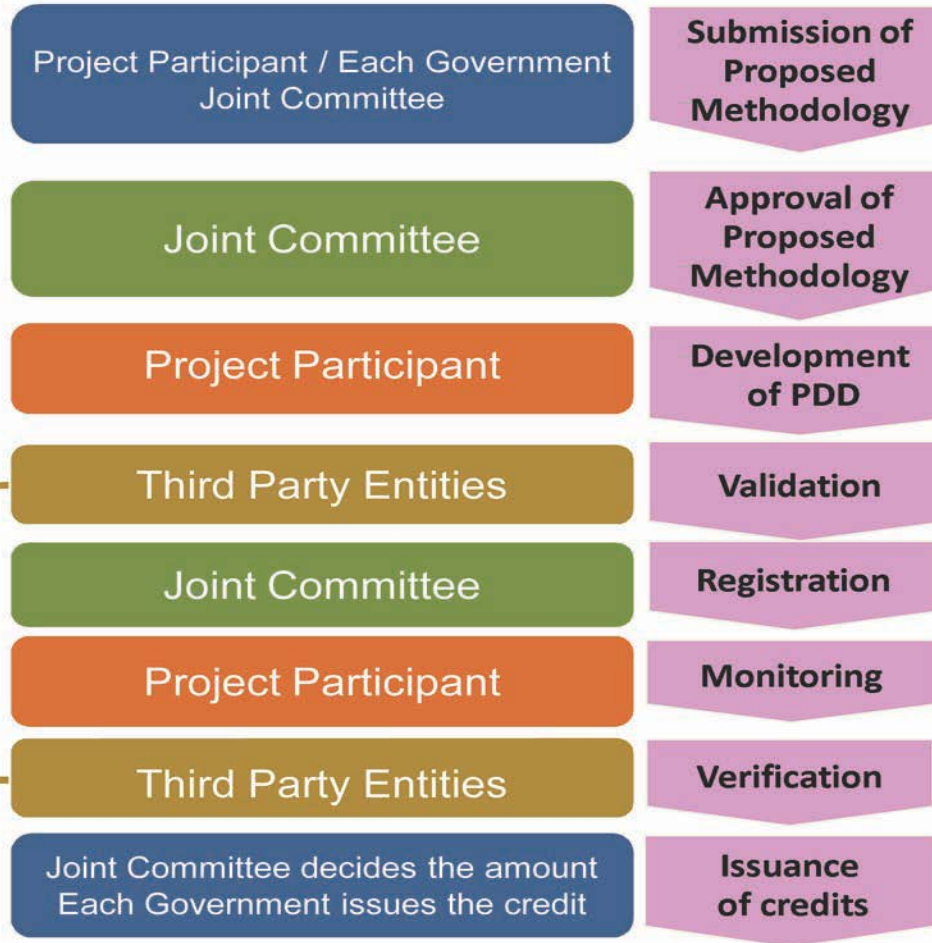 Project Participant / Each Government
Joint Committee
Submission of
Proposed
Methodology
Joint Committee
Approval of
Proposed
Methodology
Project Participant
Development
of PDD
Third Party Entities
Validation
Joint Committee
Registration
Project Participant
Monitoring
Third Party Entities
Verification
Joint Committee decides the amount
Each Government issues the credit
Issuance
of credits